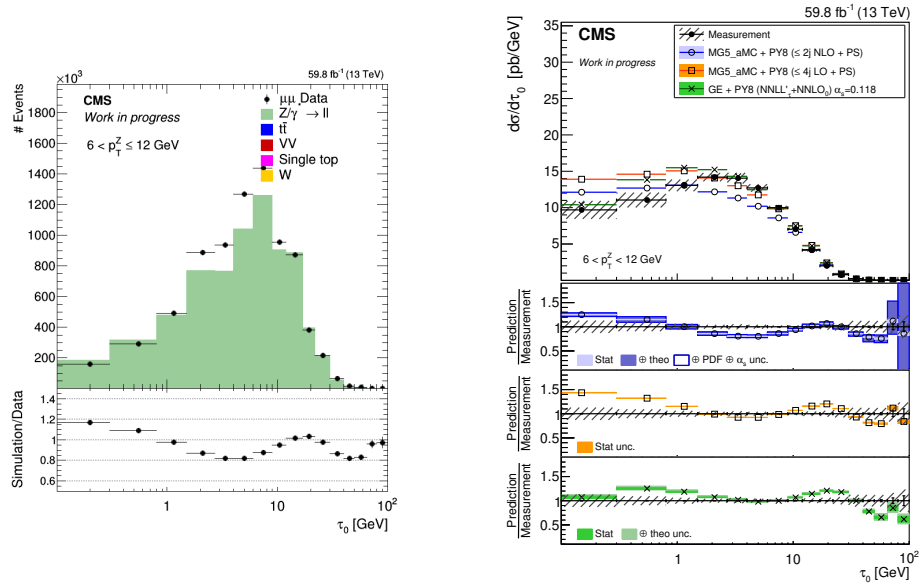 59.8 fb⁻¹ (13 TeV)
×10³
# Events
CMS
Work in progress
6 < p_T^Z ≤ 12 GeV
μμ Data
Z/γ* → ll
tt̄
VV
Single top
W
1800
1600
1400
1200
1000
800
600
400
200
Simulation/Data
1.4
1.2
1.0
0.8
0.6
1
10
10²
τ₀ [GeV]
59.8 fb⁻¹ (13 TeV)
dσ/dτ₀ [pb/GeV]
CMS
Work in progress
Measurement
MG5_aMC + PY8 (≤ 2j NLO + PS)
MG5_aMC + PY8 (≤ 4j LO + PS)
GE + PY8 (NNLL'_τ+NNLO₀) α_s=0.118
35
30
25
20
15
10
5
6 < p_T^Z < 12 GeV
Prediction
Measurement
1.5
1
0.5
Stat
⊕ theo
⊕ PDF ⊕ α_s unc.
Prediction
Measurement
1.5
1
0.5
Stat unc.
Prediction
Measurement
1.5
1
0.5
Stat
⊕ theo unc.
1
10
10²
τ₀ [GeV]